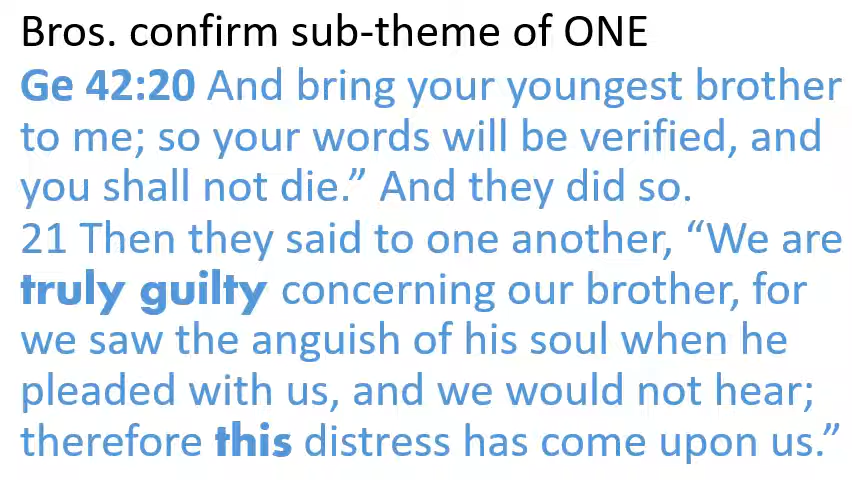 Bros. confirm sub-theme of ONE
Ge 42:20 And bring your youngest brother
to me; so your words will be verified, and
you shall not die.” And they did so.
21 Then they said to one another, “We are
truly guilty concerning our brother, for
we saw the anguish of his soul when he
pleaded with us, and we would not hear;
therefore this distress has come upon us.”